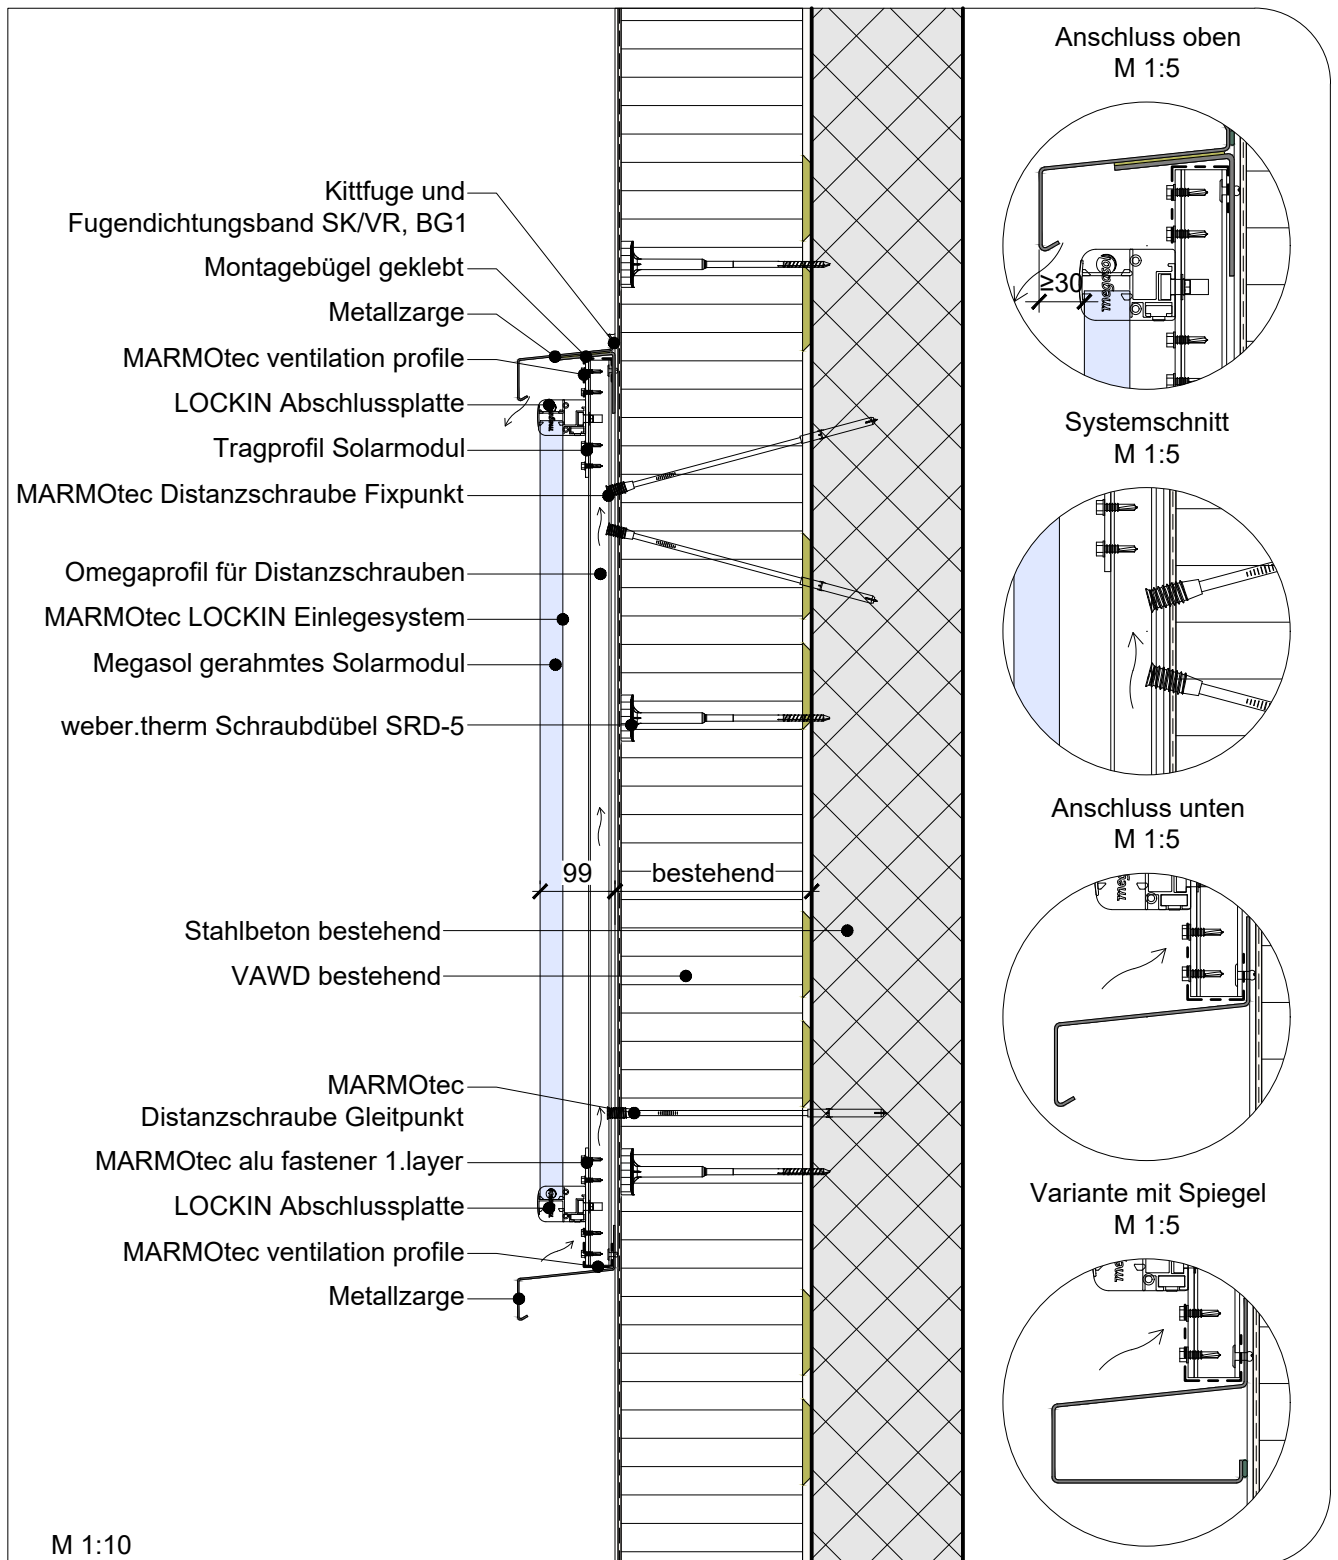 Kittfuge und
Fugendichtungsband SK/VR, BG1
Montagebügel geklebt
Metallzarge
MARMOtec ventilation profile
LOCKIN Abschlussplatte
Tragprofil Solarmodul
MARMOtec Distanzschraube Fixpunkt
Omegaprofil für Distanzschrauben
MARMOtec LOCKIN Einlegesystem
Megasol gerahmtes Solarmodul
weber.therm Schraubdübel SRD-5
99
bestehend
Stahlbeton bestehend
VAWD bestehend
MARMOtec
Distanzschraube Gleitpunkt
MARMOtec alu fastener 1.layer
LOCKIN Abschlussplatte
MARMOtec ventilation profile
Metallzarge
M 1:10
Anschluss oben
M 1:5
≥30
megasol
Systemschnitt
M 1:5
Anschluss unten
M 1:5
Variante mit Spiegel
M 1:5